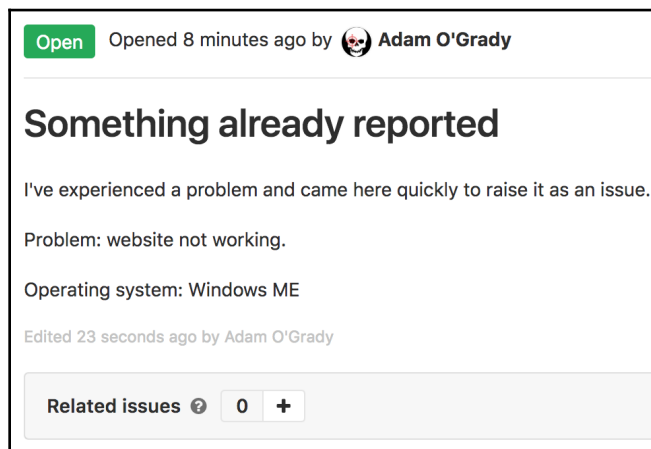 Open Opened 8 minutes ago by Adam O'Grady
Something already reported
I've experienced a problem and came here quickly to raise it as an issue.
Problem: website not working.
Operating system: Windows ME
Edited 23 seconds ago by Adam O'Grady
Related issues ? 0 +